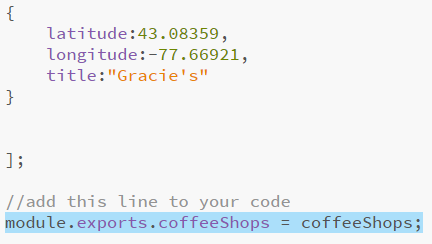 {
    latitude:43.08359,
    longitude:-77.66921,
    title:"Gracie's"
}
];
//add this line to your code
module.exports.coffeeShops = coffeeShops;